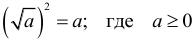 (√a)² = a; где a ≥ 0